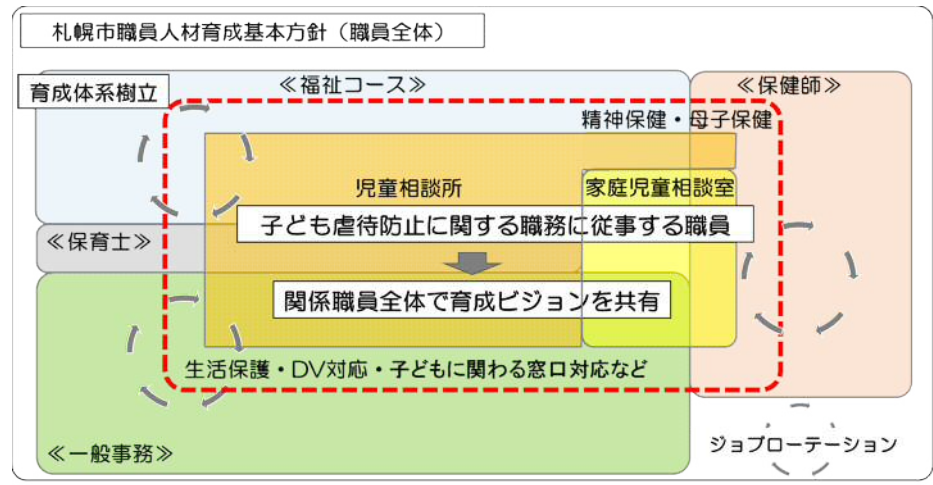 札幌市職員人材育成基本方針（職員全体）
育成体系樹立
≪福祉コース≫
≪保健師≫
精神保健・母子保健
児童相談所
家庭児童相談室
子ども虐待防止に関する職務に従事する職員
≪保育士≫
関係職員全体で育成ビジョンを共有
生活保護・DV対応・子どもに関わる窓口対応など
≪一般事務≫
ジョブローテーション